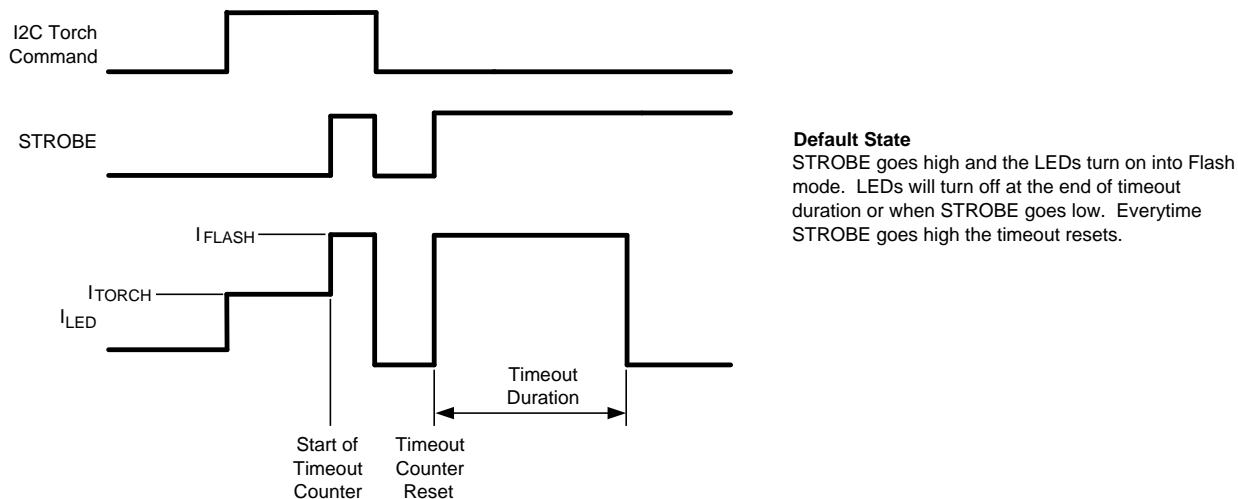 I2C Torch
Command
STROBE
Default State
STROBE goes high and the LEDs turn on into Flash
mode. LEDs will turn off at the end of timeout
duration or when STROBE goes low. Everytime
STROBE goes high the timeout resets.
IFLASH
ITORCH
ILED
Timeout
Duration
Start of
Timeout
Counter
Timeout
Counter
Reset